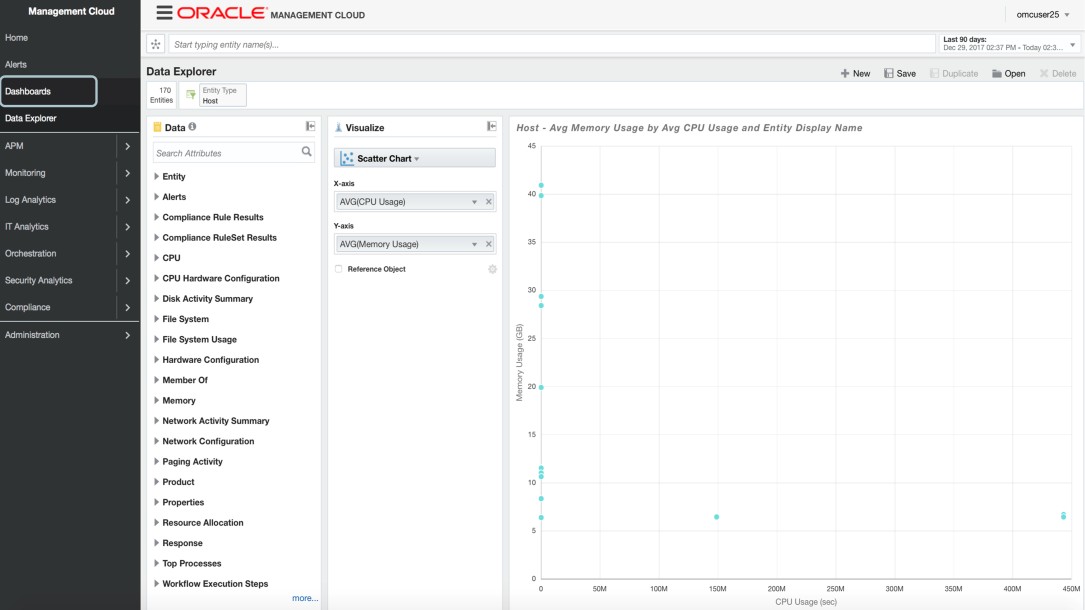 Management Cloud
Home
Alerts
Dashboards
Data Explorer
APM
Monitoring
Log Analytics
IT Analytics
Orchestration
Security Analytics
Compliance
Administration
ORACLE MANAGEMENT CLOUD
omcuser25
Start typing entity name(s)...
Last 90 days:
Dec 29, 2017 02:37 PM – Today 02:3...
Data Explorer
New
Save
Duplicate
Open
Delete
170
Entities
Entity Type
Host
Data
Search Attributes
Entity
Alerts
Compliance Rule Results
Compliance RuleSet Results
CPU
CPU Hardware Configuration
Disk Activity Summary
File System
File System Usage
Hardware Configuration
Member Of
Memory
Network Activity Summary
Network Configuration
Paging Activity
Product
Properties
Resource Allocation
Response
Top Processes
Workflow Execution Steps
more...
Visualize
Scatter Chart
X-axis
AVG(CPU Usage)
Y-axis
AVG(Memory Usage)
Reference Object
Host - Avg Memory Usage by Avg CPU Usage and Entity Display Name
Memory Usage (GB)
45
40
35
30
25
20
15
10
5
0
0 50M 100M 150M 200M 250M 300M 350M 400M 450M
CPU Usage (sec)